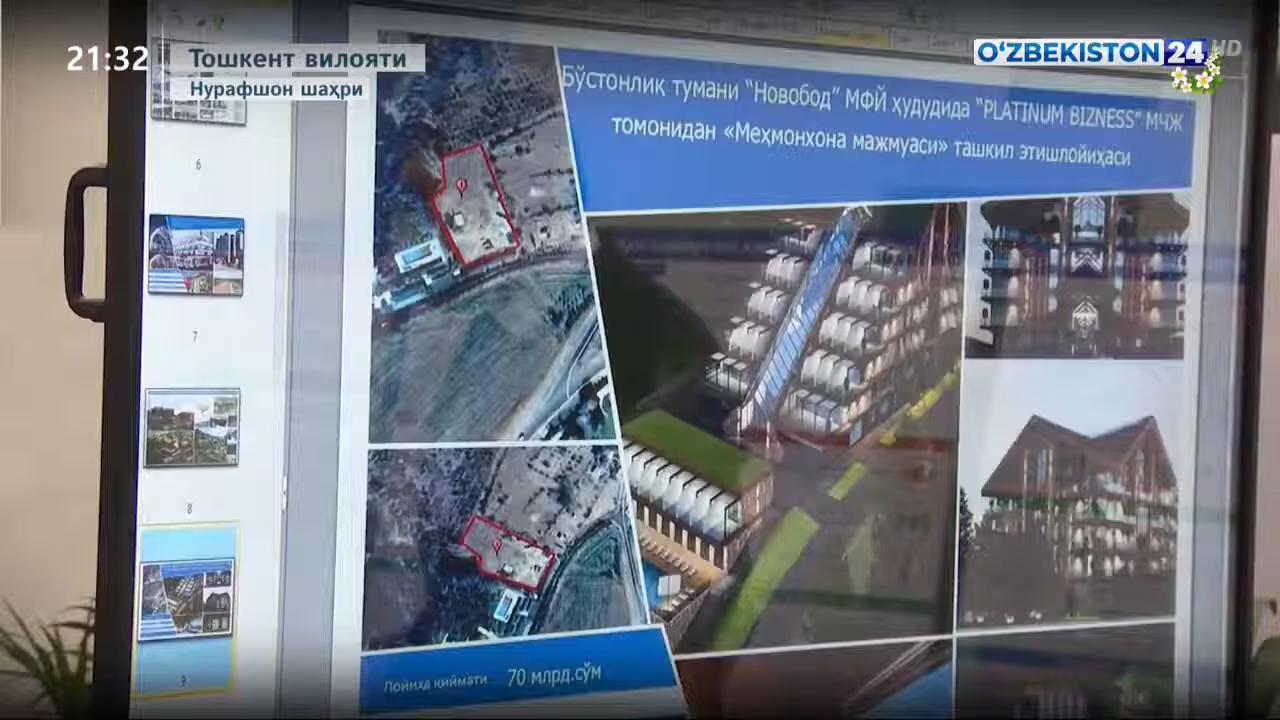 21:32
Тошкент вилояти
Нурафшон шаҳри
O‘ZBEKISTON 24 HD
Бўстонлиқ тумани “Новобод” МФЙ ҳудудида “PLATINUM BIZNESS” МЧЖ
томонидан «Меҳмонхона мажмуаси» ташкил этишлойиҳаси
6
7
8
9
Лойиҳа қиймати 70 млрд.сўм